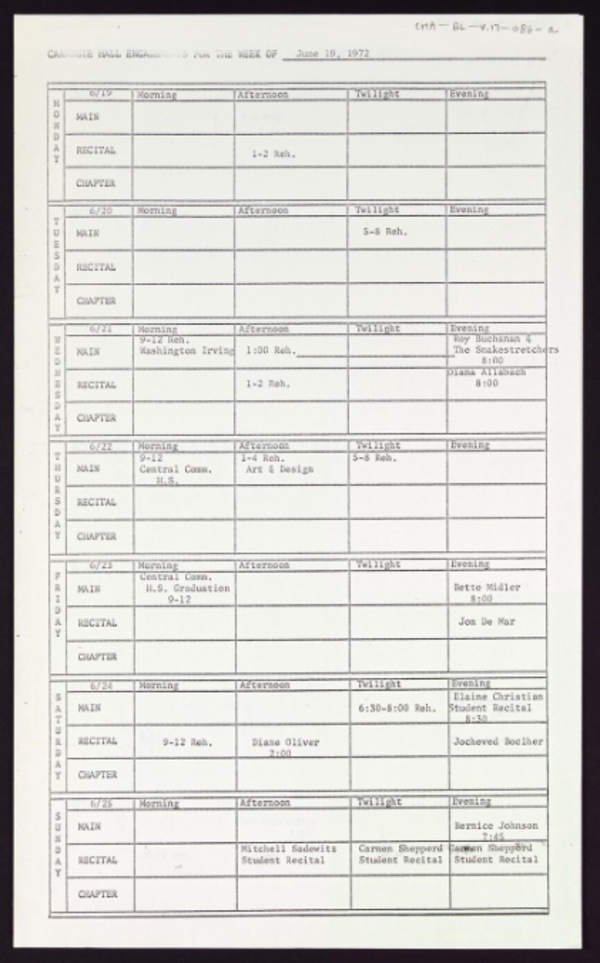 CHA-BL-V.17-086-a
CARNEGIE HALL ENGAGEMENTS FOR THE WEEK OF June 19, 1972
MONDAY
6/19 Morning Afternoon Twilight Evening
MAIN
RECITAL 1-2 Reh.
CHAPTER
TUESDAY
6/20 Morning Afternoon Twilight Evening
MAIN 5-8 Reh.
RECITAL
CHAPTER
WEDNESDAY
6/21 Morning Afternoon Twilight Evening
9-12 Reh. Roy Buchanan &
MAIN Washington Irving 1:00 Reh. The Snakestretchers
8:00
Diana Allabach
RECITAL 1-2 Reh. 8:00
CHAPTER
THURSDAY
6/22 Morning Afternoon Twilight Evening
9-12 1-4 Reh. 5-8 Reh.
MAIN Central Comm. Art & Design
H.S.
RECITAL
CHAPTER
FRIDAY
6/23 Morning Afternoon Twilight Evening
Central Comm.
MAIN H.S. Graduation Bette Midler
9-12 8:00
RECITAL Jon De Mar
CHAPTER
SATURDAY
6/24 Morning Afternoon Twilight Evening
Elaine Christian
MAIN 6:30-8:00 Reh. Student Recital
8:30
RECITAL 9-12 Reh. Diane Oliver Jocheved
2:00
CHAPTER
SUNDAY
6/25 Morning Afternoon Twilight Evening
MAIN Bernice Johnson
7:45
Mitchell Sadowitz Carmen Shepperd Carmen Shepperd
RECITAL Student Recital Student Recital Student Recital
CHAPTER